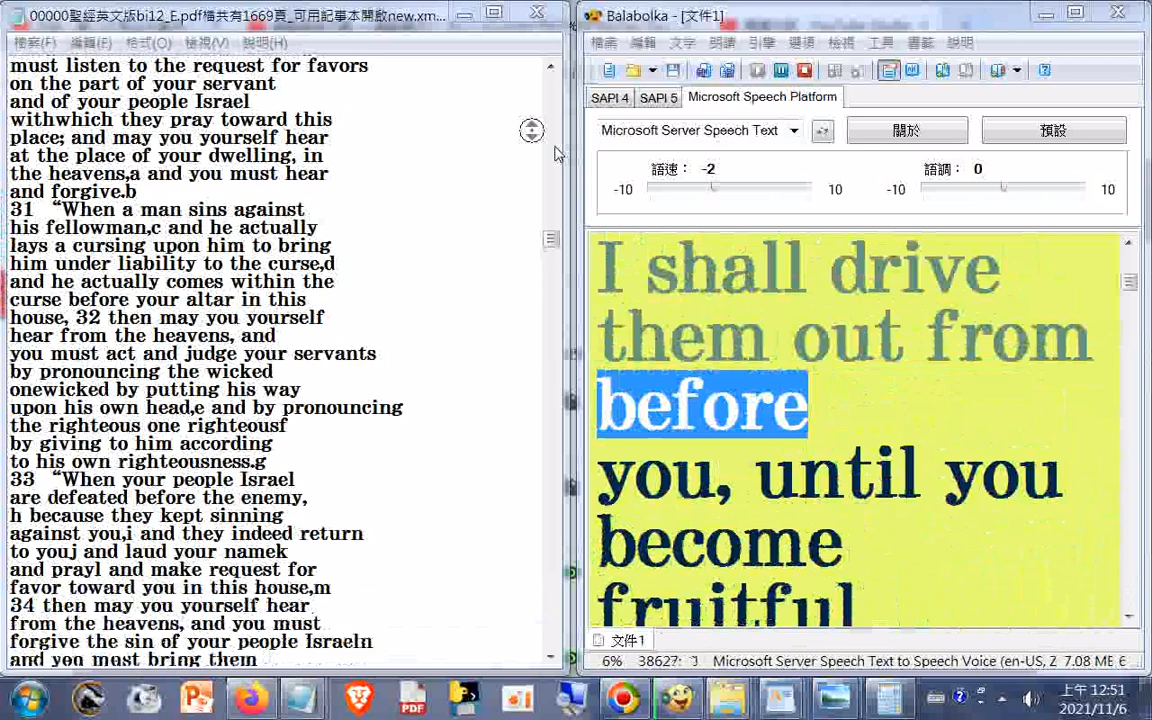 00000聖經英文版bi12_E.pdf檔共有1669頁_可用記事本開啟new.xm...
檔案(F) 編輯(E) 格式(O) 檢視(V) 說明(H)
must listen to the request for favors
on the part of your servant
and of your people Israel
withwhich they pray toward this
place; and may you yourself hear
at the place of your dwelling, in
the heavens,a and you must hear
and forgive.b
31 “When a man sins against
his fellowman,c and he actually
lays a cursing upon him to bring
him under liability to the curse,d
and he actually comes within the
curse before your altar in this
house, 32 then may you yourself
hear from the heavens, and
you must act and judge your servants
by pronouncing the wicked
onewicked by putting his way
upon his own head,e and by pronouncing
the righteous one righteousf
by giving to him according
to his own righteousness.g
33 “When your people Israel
are defeated before the enemy,
h because they kept sinning
against you,i and they indeed return
to youj and laud your namek
and prayl and make request for
favor toward you in this house,m
34 then may you yourself hear
from the heavens, and you must
forgive the sin of your people Israeln
and you must bring them
Balabolka - [文件1]
檔案 編輯 文字 朗讀 引擎 選項 檢視 工具 書籤 說明
SAPI 4 SAPI 5 Microsoft Speech Platform
Microsoft Server Speech Text 關於 預設
語速： -2 語調： 0
-10 10 -10 10
I shall drive
them out from
before
you, until you
become
fruitful
文件1
6% Microsoft Server Speech Text to Speech Voice (en-US, Z 7.08 MB 6
上午 12:51
2021/11/6